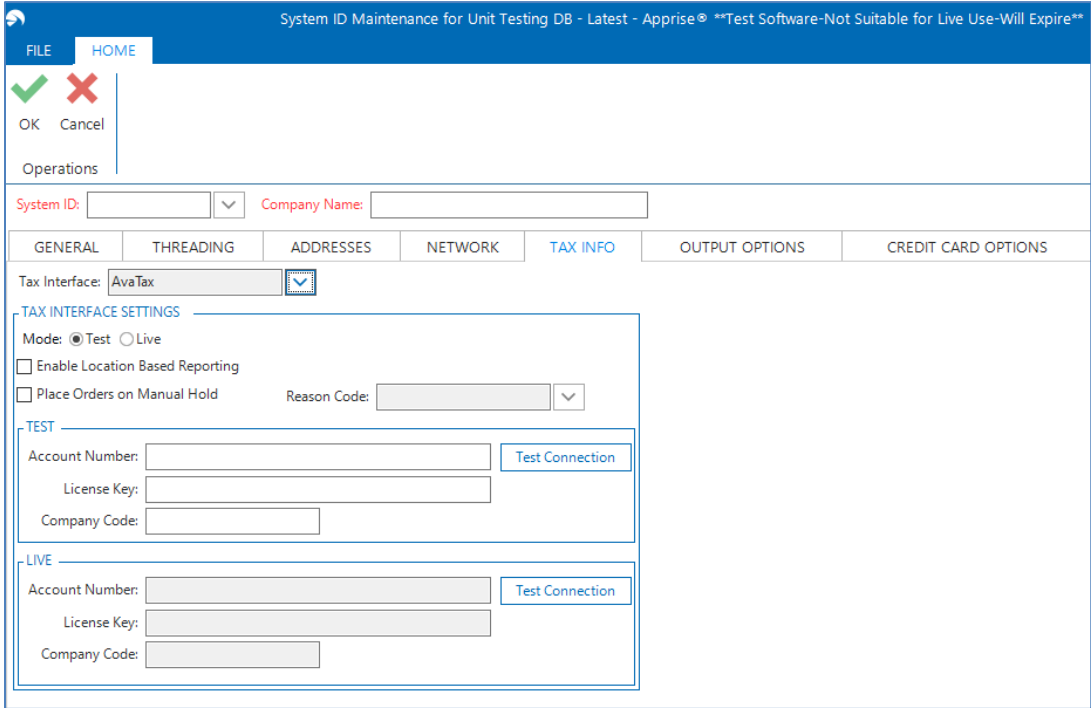 System ID Maintenance for Unit Testing DB - Latest - Apprise® **Test Software-Not Suitable for Live Use-Will Expire**
FILE HOME
OK Cancel
Operations
System ID: Company Name:
GENERAL THREADING ADDRESSES NETWORK TAX INFO OUTPUT OPTIONS CREDIT CARD OPTIONS
Tax Interface: AvaTax
TAX INTERFACE SETTINGS
Mode: Test Live
Enable Location Based Reporting
Place Orders on Manual Hold Reason Code:
TEST
Account Number: Test Connection
License Key:
Company Code:
LIVE
Account Number: Test Connection
License Key:
Company Code: